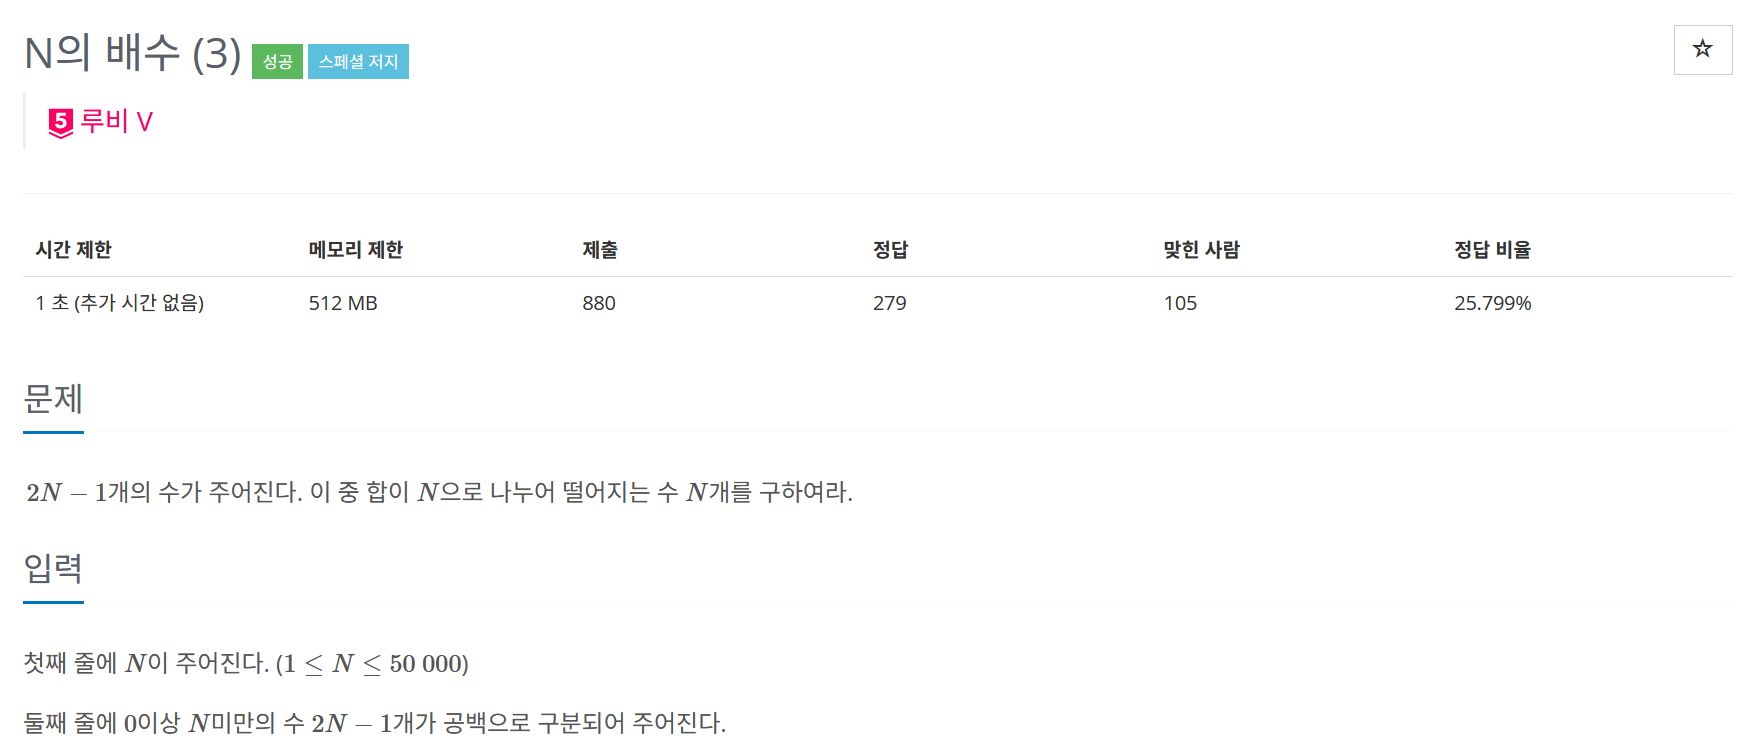 N의 배수 (3) 성공 스페셜 저지 ☆
5 루비 V
시간 제한 메모리 제한 제출 정답 맞힌 사람 정답 비율
1 초 (추가 시간 없음) 512 MB 880 279 105 25.799%
문제
2N − 1개의 수가 주어진다. 이 중 합이 N으로 나누어 떨어지는 수 N개를 구하여라.
입력
첫째 줄에 N이 주어진다. (1 ≤ N ≤ 50 000)
둘째 줄에 0이상 N미만의 수 2N − 1개가 공백으로 구분되어 주어진다.